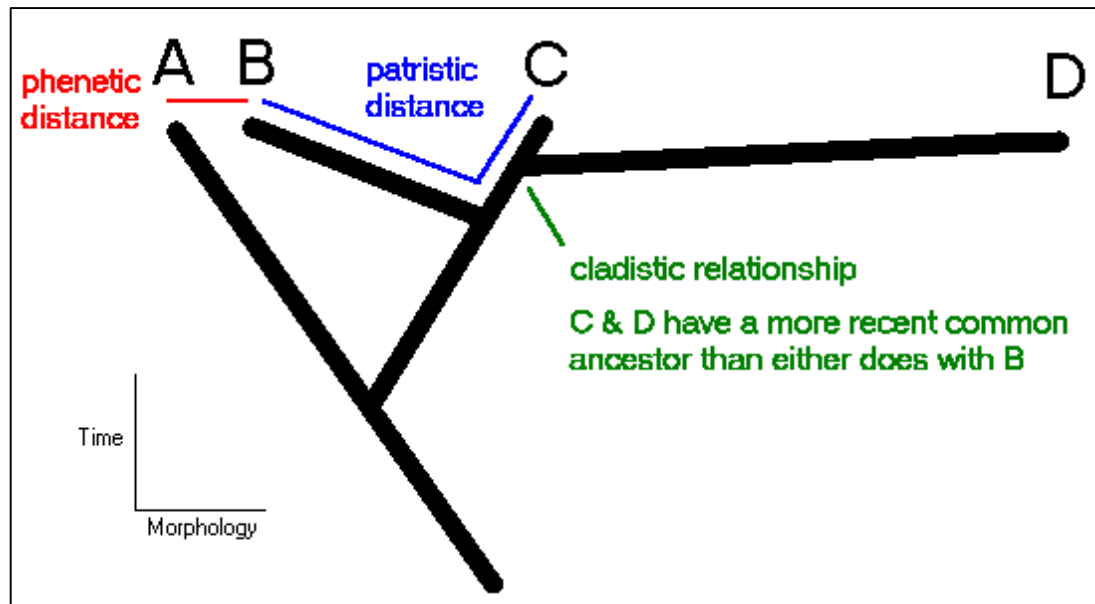 A
B
C
D
phenetic
distance
patristic
distance
cladistic relationship
C & D have a more recent common
ancestor than either does with B
Time
Morphology